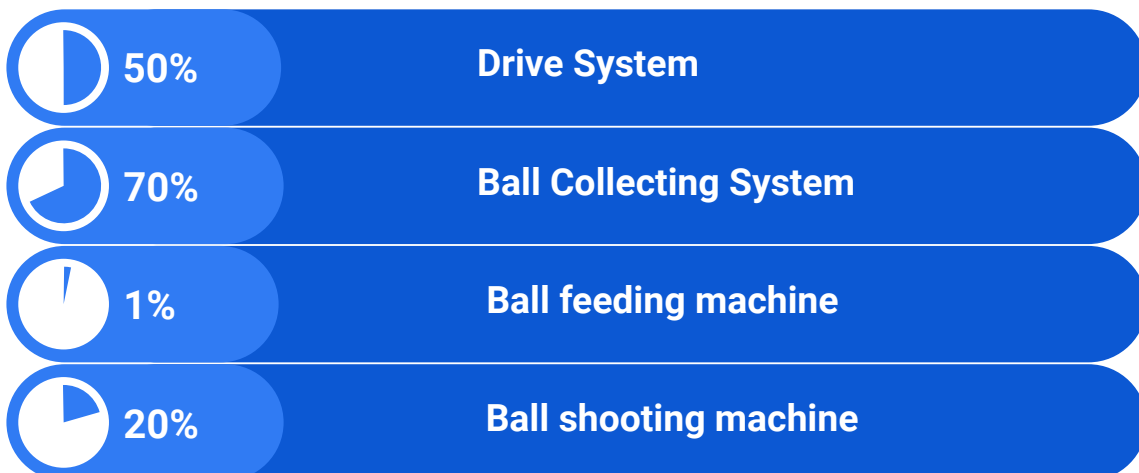 50% Drive System
70% Ball Collecting System
1% Ball feeding machine
20% Ball shooting machine